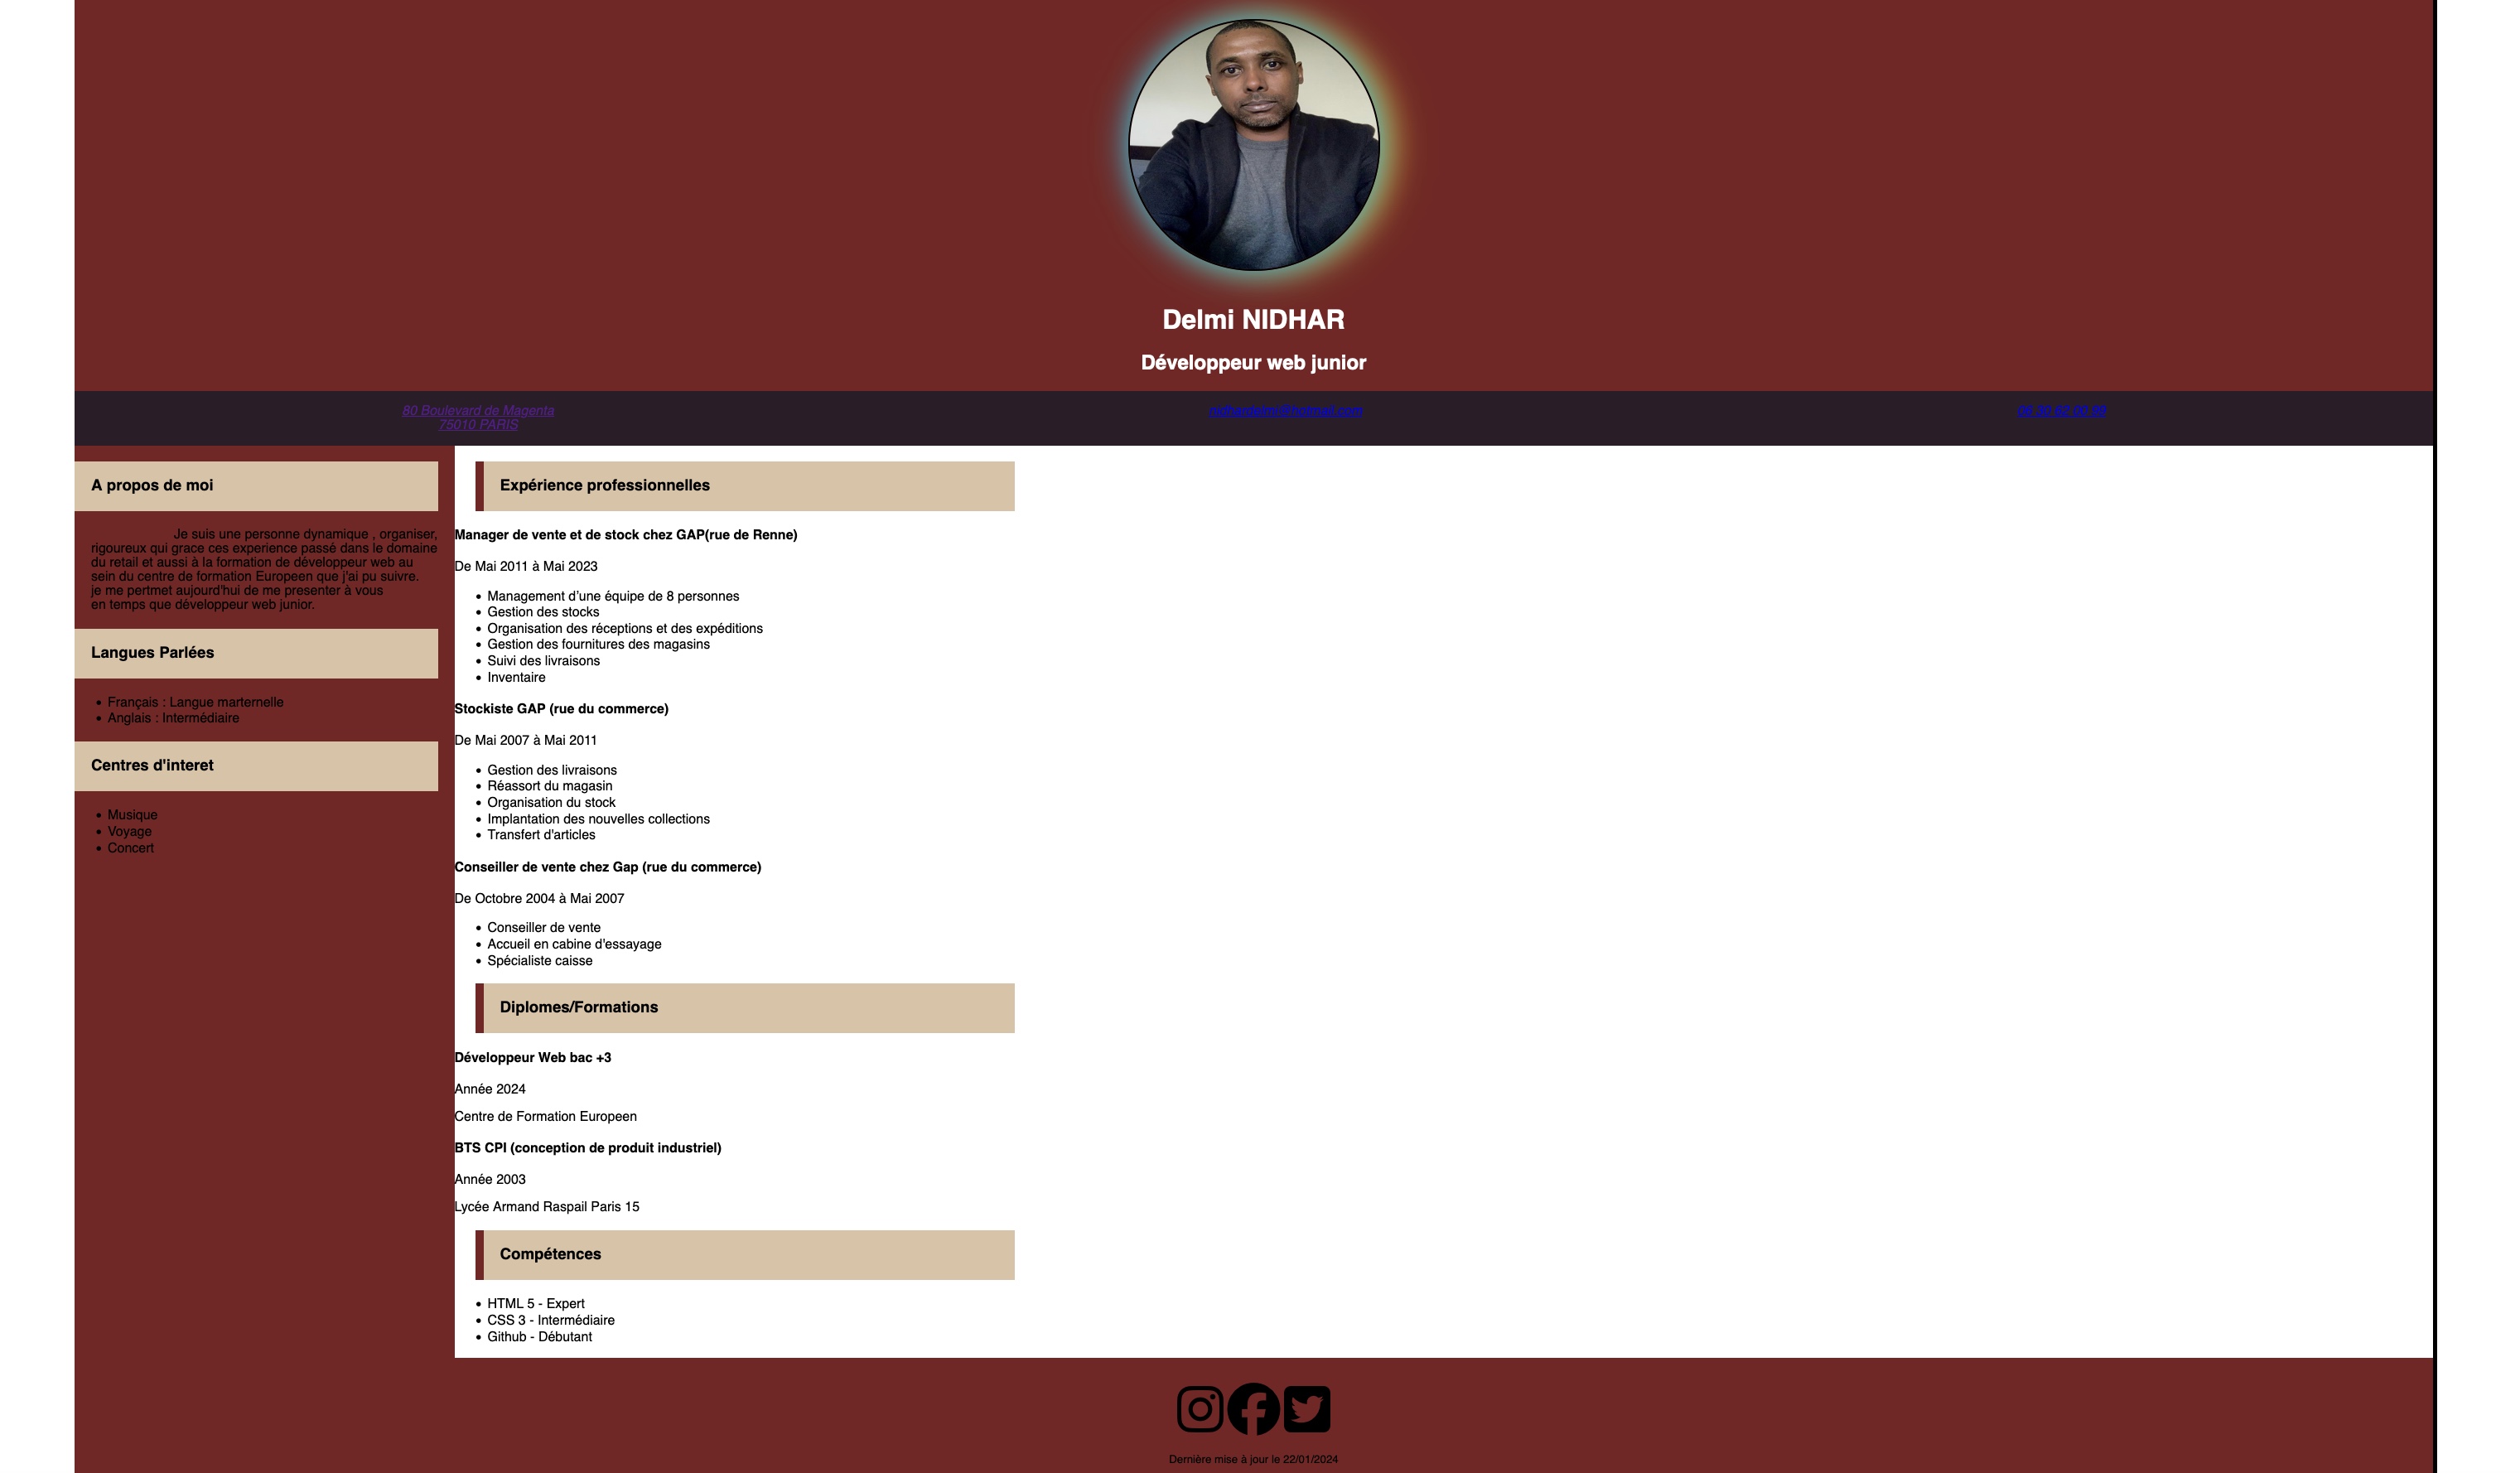 Delmi NIDHAR
Développeur web junior
80 Boulevard de Magenta
75010 PARIS
nidhardelmi@hotmail.com
06 30 62 00 99
A propos de moi
Je suis une personne dynamique , organiser,
rigoureux qui grace ces experience passé dans le domaine
du retail et aussi à la formation de développeur web au
sein du centre de formation Europeen que j'ai pu suivre.
je me pertmet aujourd'hui de me presenter à vous
en temps que développeur web junior.
Langues Parlées
Français : Langue marternelle
Anglais : Intermédiaire
Centres d'interet
Musique
Voyage
Concert
Expérience professionnelles
Manager de vente et de stock chez GAP(rue de Renne)
De Mai 2011 à Mai 2023
Management d'une équipe de 8 personnes
Gestion des stocks
Organisation des réceptions et des expéditions
Gestion des fournitures des magasins
Suivi des livraisons
Inventaire
Stockiste GAP (rue du commerce)
De Mai 2007 à Mai 2011
Gestion des livraisons
Réassort du magasin
Organisation du stock
Implantation des nouvelles collections
Transfert d'articles
Conseiller de vente chez Gap (rue du commerce)
De Octobre 2004 à Mai 2007
Conseiller de vente
Accueil en cabine d'essayage
Spécialiste caisse
Diplomes/Formations
Développeur Web bac +3
Année 2024
Centre de Formation Europeen
BTS CPI (conception de produit industriel)
Année 2003
Lycée Armand Raspail Paris 15
Compétences
HTML 5 - Expert
CSS 3 - Intermédiaire
Github - Débutant
Dernière mise à jour le 22/01/2024